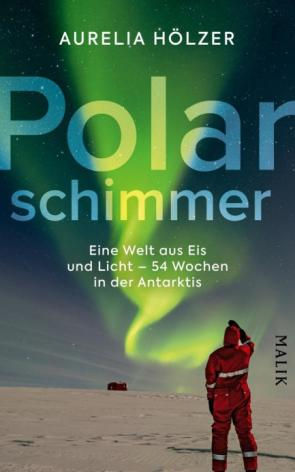 AURELIA HÖLZER
Polar
schimmer
Eine Welt aus Eis
und Licht – 54 Wochen
in der Antarktis
MALIK